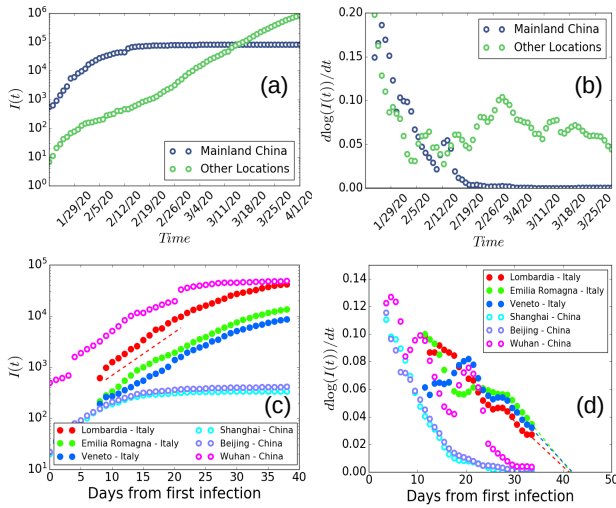 10^6
10^5
10^4
10^3
10^2
10^1
10^0
I(t)
(a)
Mainland China
Other Locations
1/29/20
2/5/20
2/12/20
2/19/20
2/26/20
3/4/20
3/11/20
3/18/20
3/25/20
4/1/20
Time
0.20
0.15
0.10
0.05
0.00
dlog(I(t))/dt
Mainland China
Other Locations
(b)
1/29/20
2/5/20
2/12/20
2/19/20
2/26/20
3/4/20
3/11/20
3/18/20
3/25/20
Time
10^5
10^4
10^3
10^2
10^1
I(t)
(c)
Lombardia - Italy
Emilia Romagna - Italy
Veneto - Italy
Shanghai - China
Beijing - China
Wuhan - China
0 5 10 15 20 25 30 35 40
Days from first infection
0.14
0.12
0.10
0.08
0.06
0.04
0.02
0.00
dlog(I(t))/dt
Lombardia - Italy
Emilia Romagna - Italy
Veneto - Italy
Shanghai - China
Beijing - China
Wuhan - China
(d)
0 10 20 30 40 50
Days from first infection